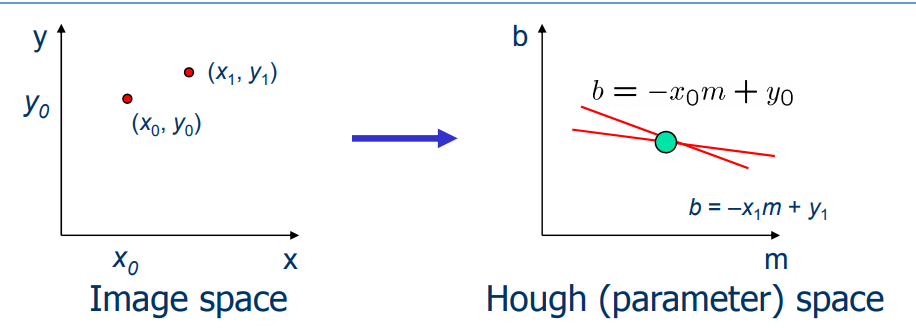 y
(x₁, y₁)
y₀
(x₀, y₀)
x₀
x
Image space
b
b = −x₀m + y₀
b = –x₁m + y₁
m
Hough (parameter) space